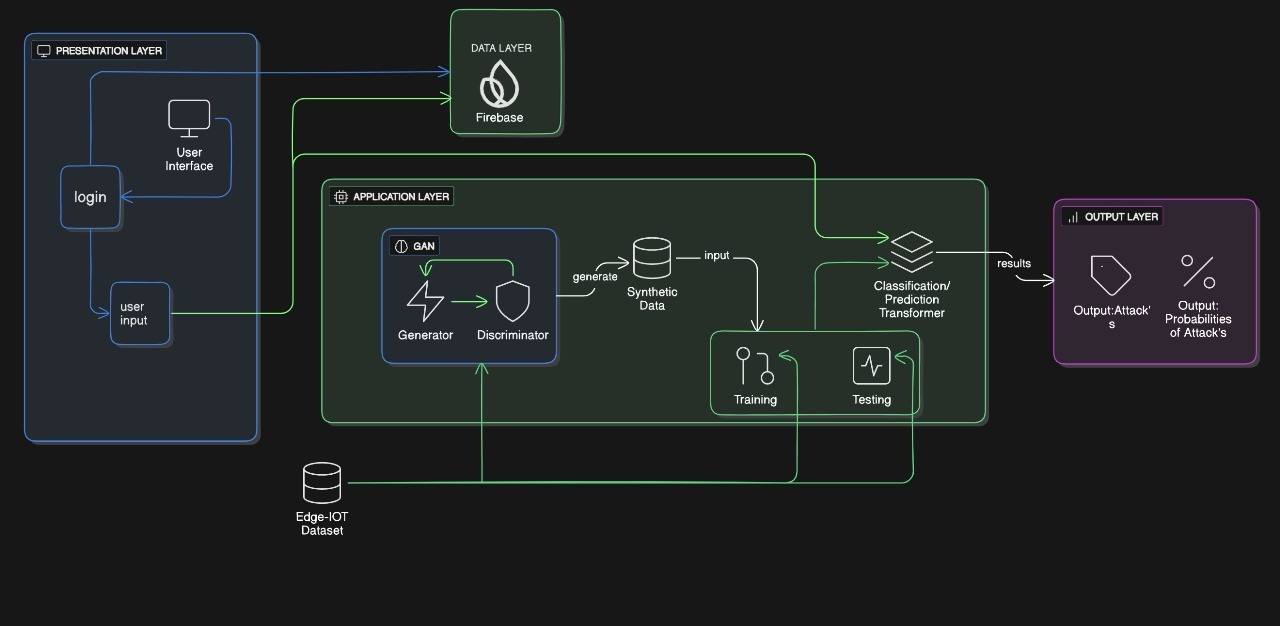 PRESENTATION LAYER
User
Interface
login
user
input
DATA LAYER
Firebase
APPLICATION LAYER
GAN
Generator
Discriminator
generate
Synthetic
Data
input
Classification/
Prediction
Transformer
Training
Testing
results
OUTPUT LAYER
Output:Attack'
s
Output:
Probabilities
of Attack's
Edge-IOT
Dataset